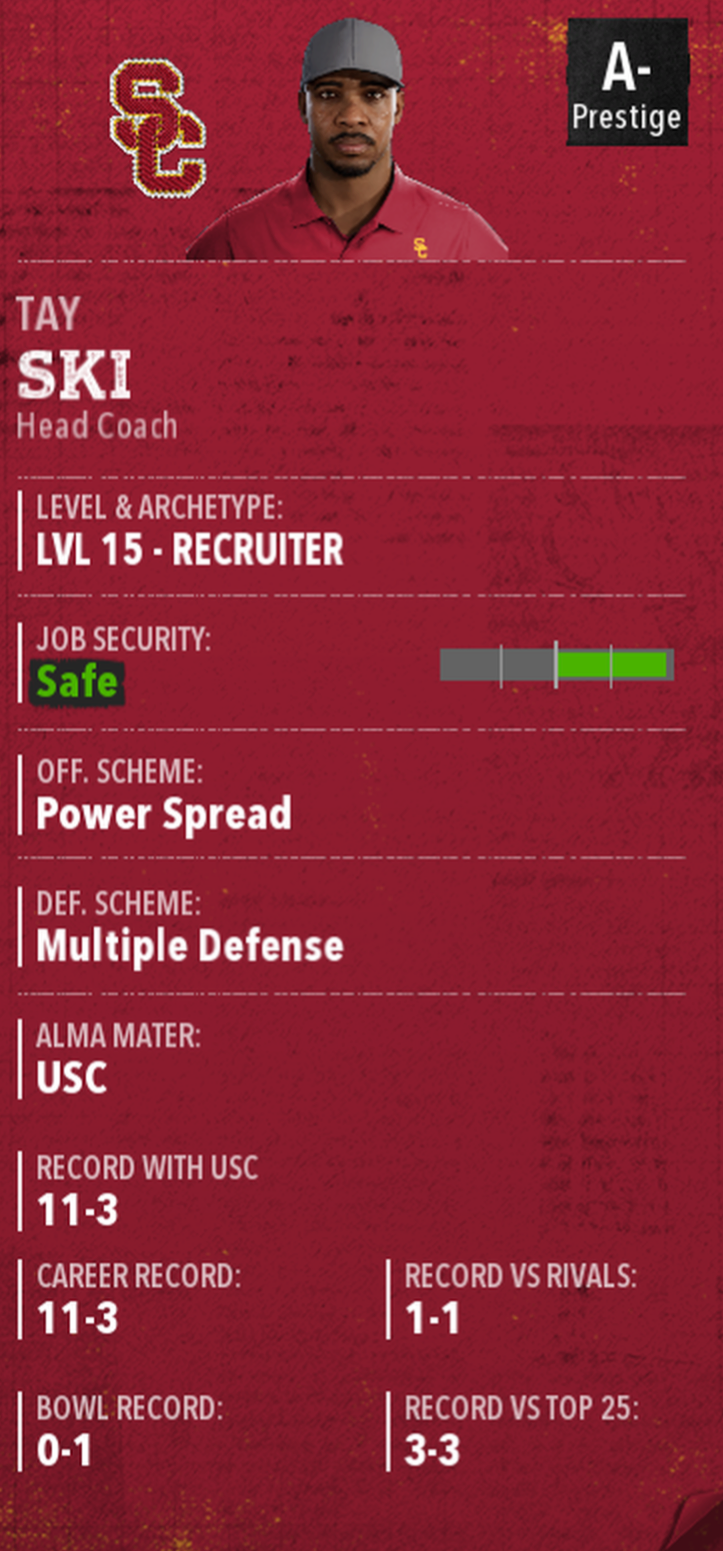 SC
A-
Prestige
SC
TAY
SKI
Head Coach
LEVEL & ARCHETYPE:
LVL 15 - RECRUITER
JOB SECURITY:
Safe
OFF. SCHEME:
Power Spread
DEF. SCHEME:
Multiple Defense
ALMA MATER:
USC
RECORD WITH USC
11-3
CAREER RECORD:
11-3
RECORD VS RIVALS:
1-1
BOWL RECORD:
0-1
RECORD VS TOP 25:
3-3